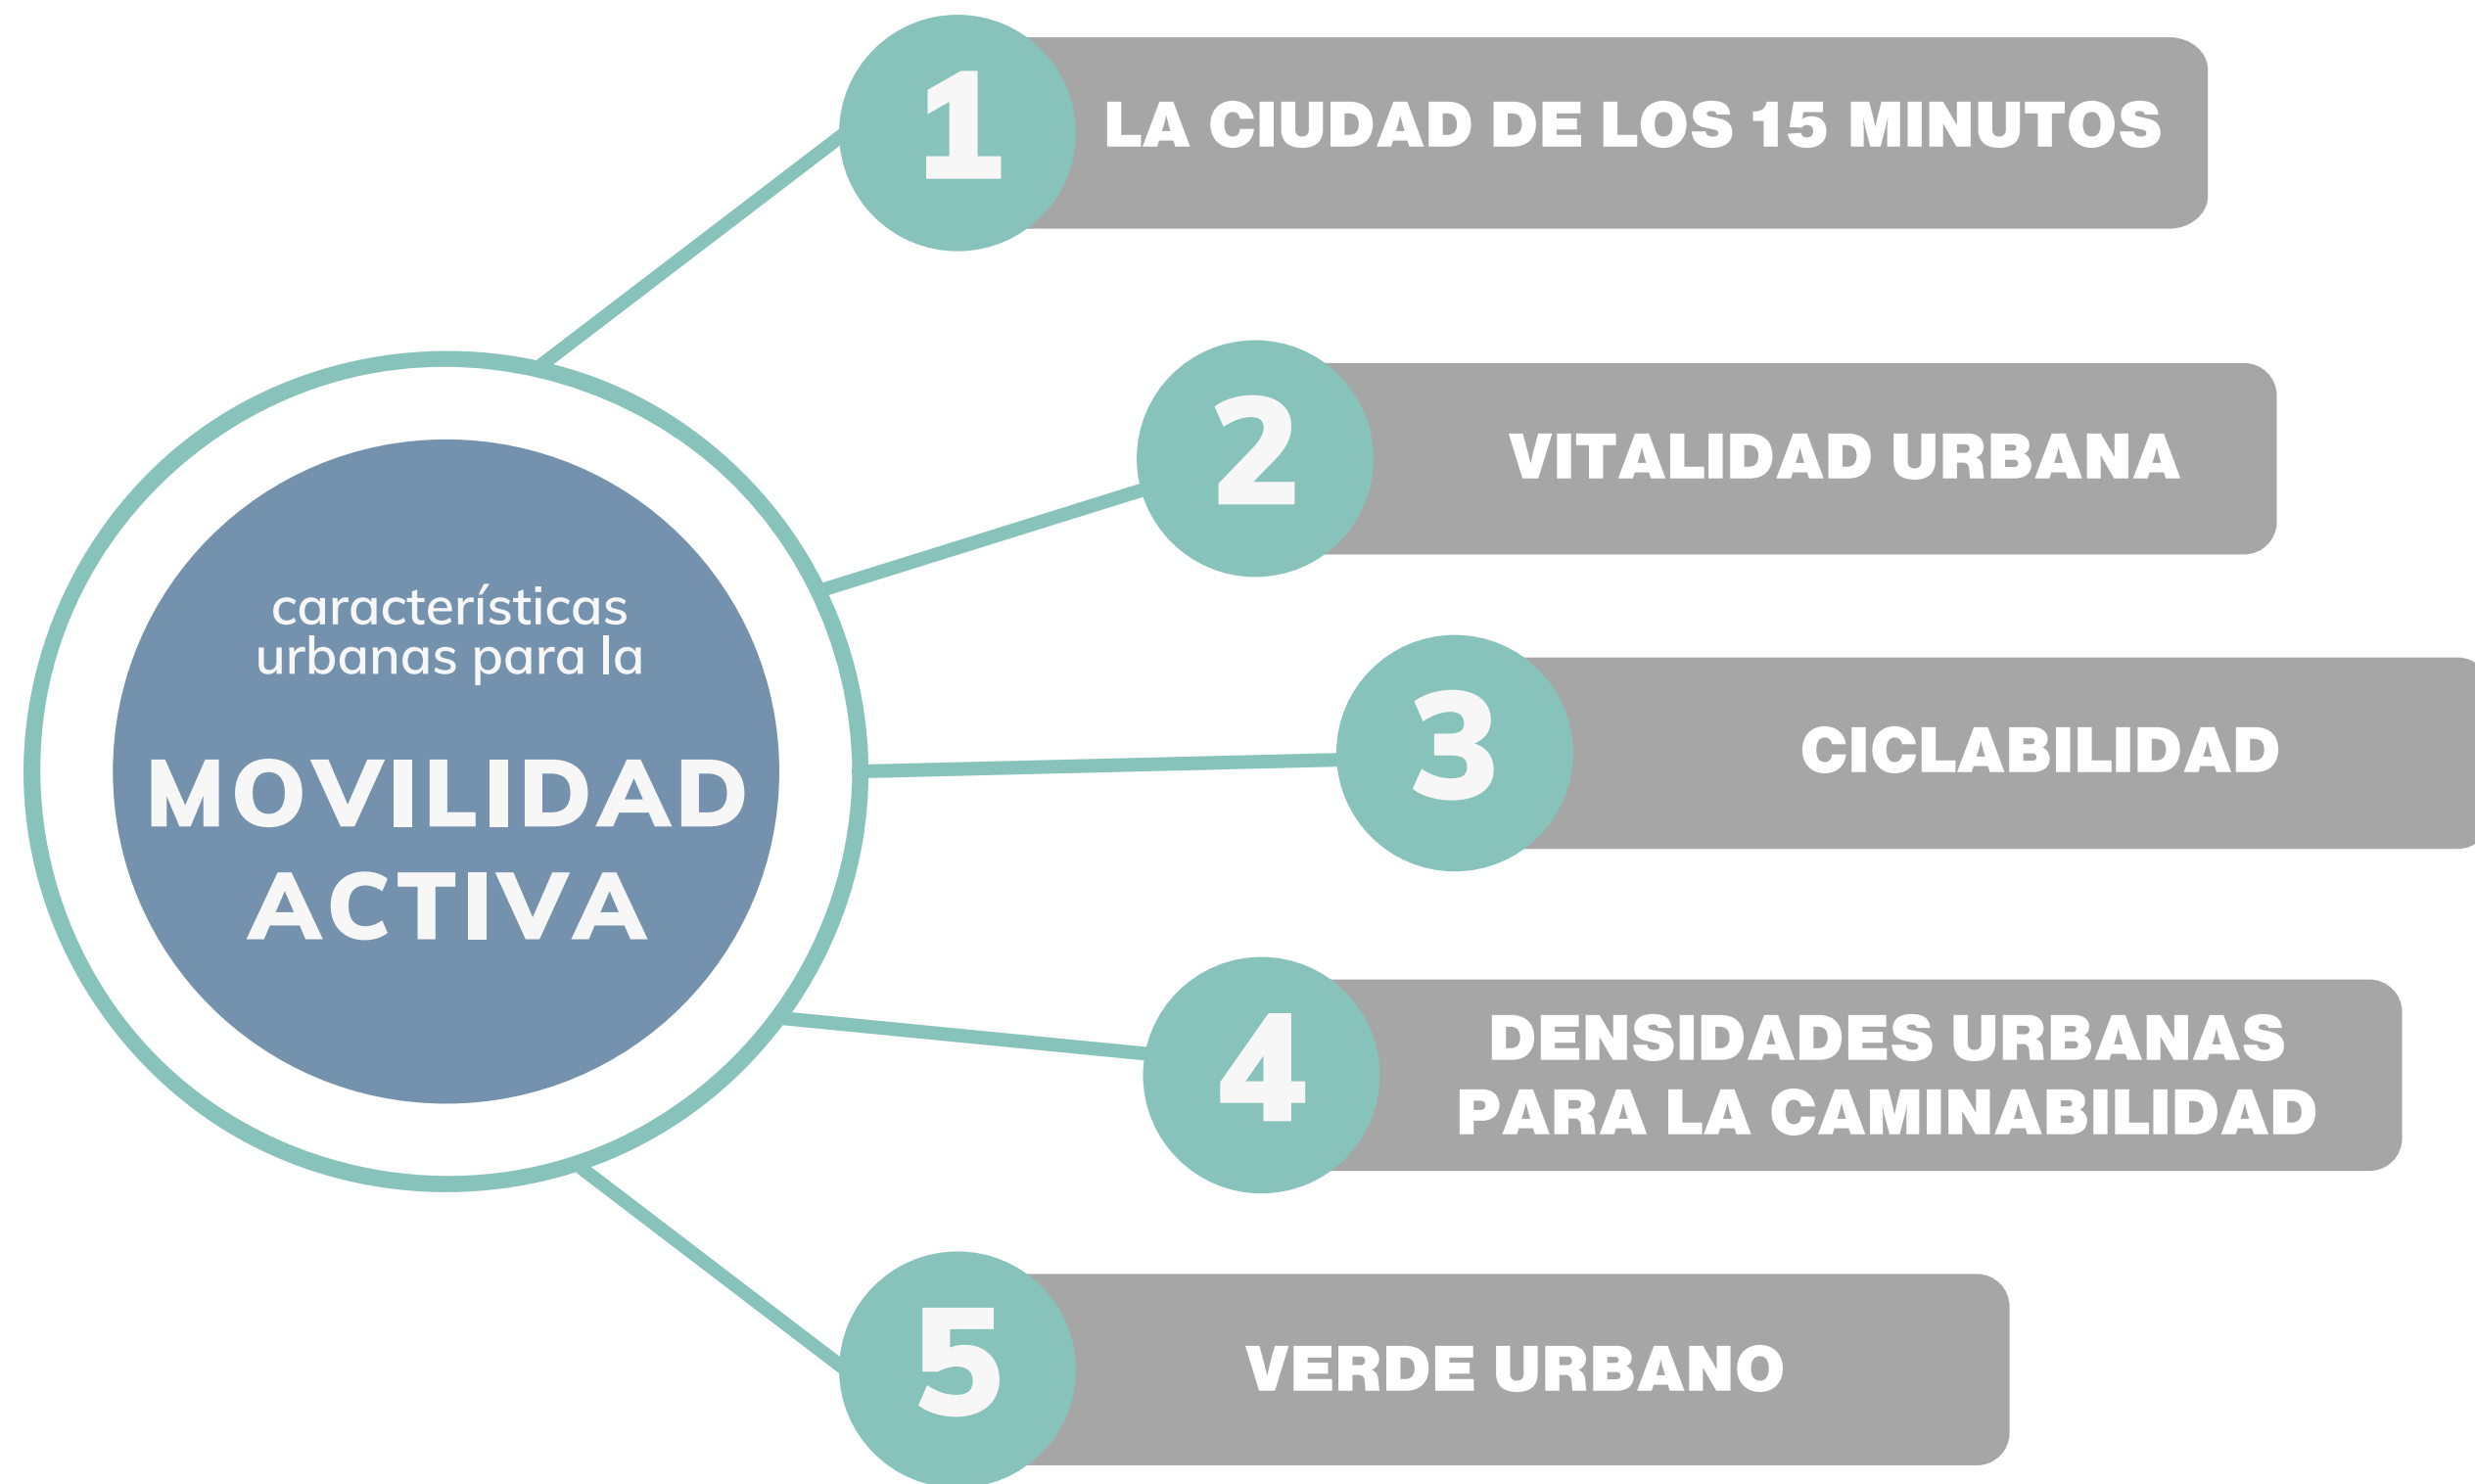 características
urbanas para la
MOVILIDAD
ACTIVA
1
LA CIUDAD DE LOS 15 MINUTOS
2
VITALIDAD URBANA
3
CICLABILIDAD
4
DENSIDADES URBANAS
PARA LA CAMINABILIDAD
5
VERDE URBANO